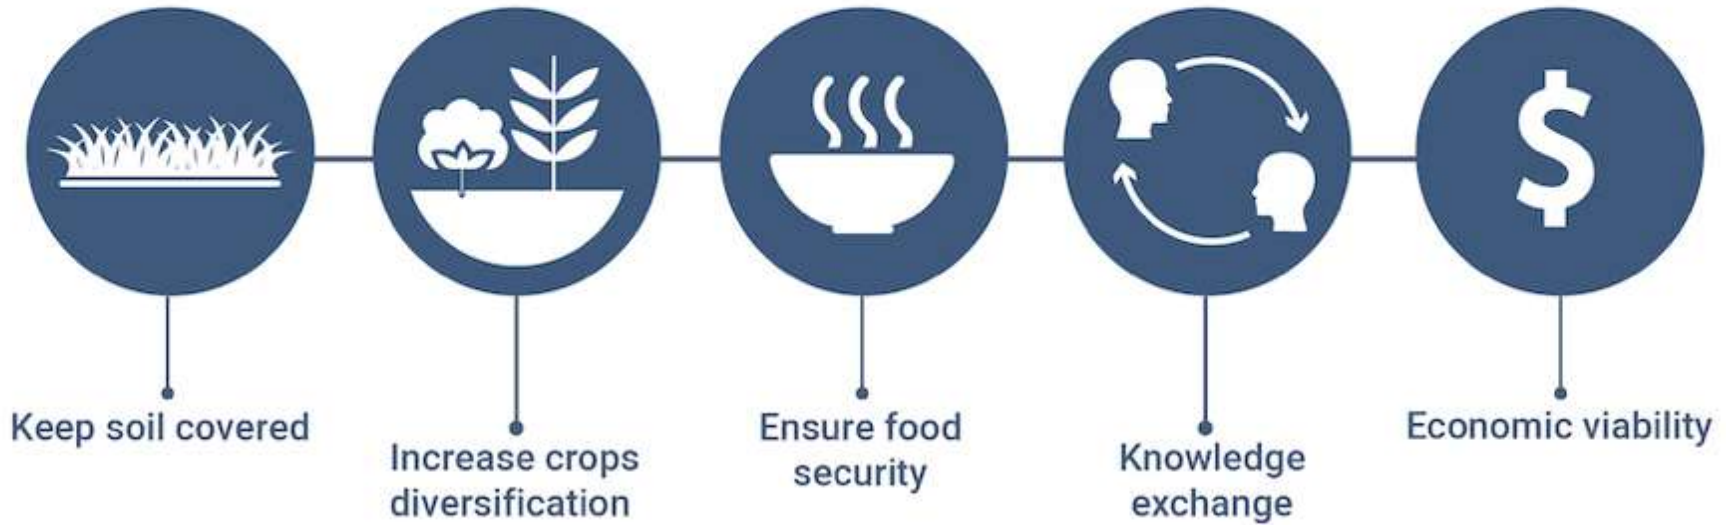 Keep soil covered
Increase crops
diversification
Ensure food
security
Knowledge
exchange
Economic viability
$